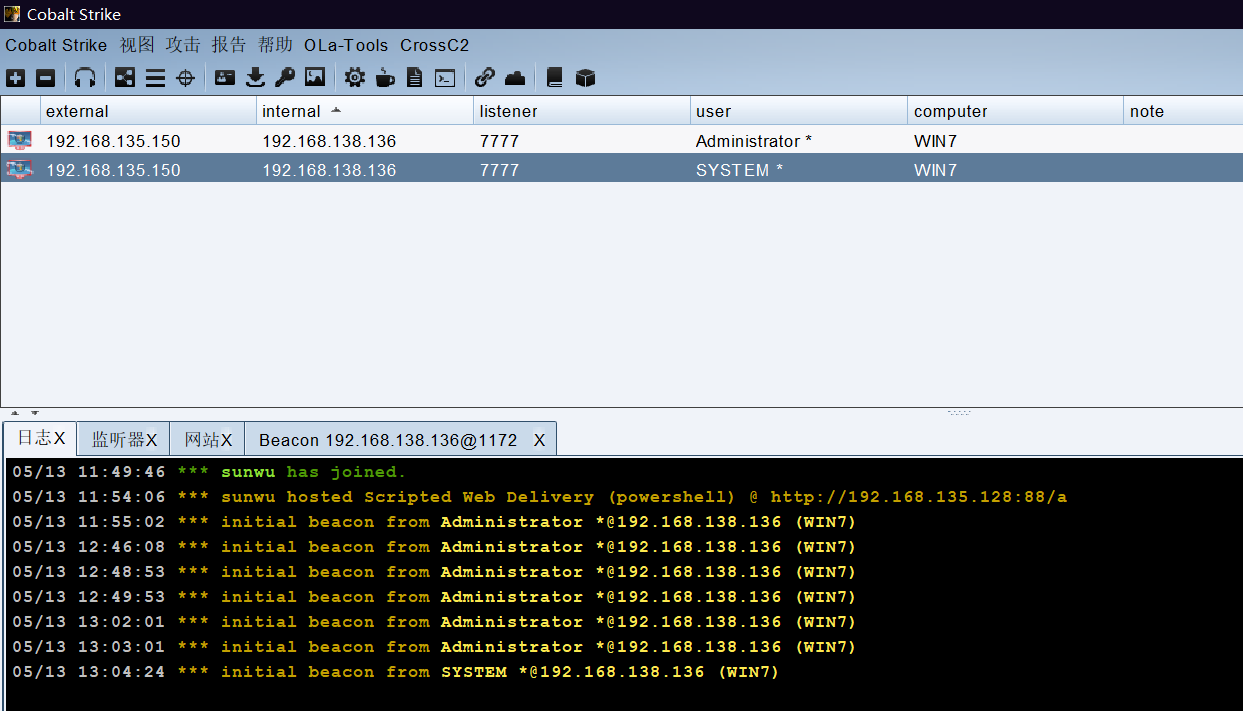 Cobalt Strike
Cobalt Strike 视图 攻击 报告 帮助 OLa-Tools CrossC2
external internal listener user computer note
192.168.135.150 192.168.138.136 7777 Administrator * WIN7
192.168.135.150 192.168.138.136 7777 SYSTEM * WIN7
日志X 监听器X 网站X Beacon 192.168.138.136@1172 X
05/13 11:49:46 *** sunwu has joined.
05/13 11:54:06 *** sunwu hosted Scripted Web Delivery (powershell) @ http://192.168.135.128:88/a
05/13 11:55:02 *** initial beacon from Administrator *@192.168.138.136 (WIN7)
05/13 12:46:08 *** initial beacon from Administrator *@192.168.138.136 (WIN7)
05/13 12:48:53 *** initial beacon from Administrator *@192.168.138.136 (WIN7)
05/13 12:49:53 *** initial beacon from Administrator *@192.168.138.136 (WIN7)
05/13 13:02:01 *** initial beacon from Administrator *@192.168.138.136 (WIN7)
05/13 13:03:01 *** initial beacon from Administrator *@192.168.138.136 (WIN7)
05/13 13:04:24 *** initial beacon from SYSTEM *@192.168.138.136 (WIN7)